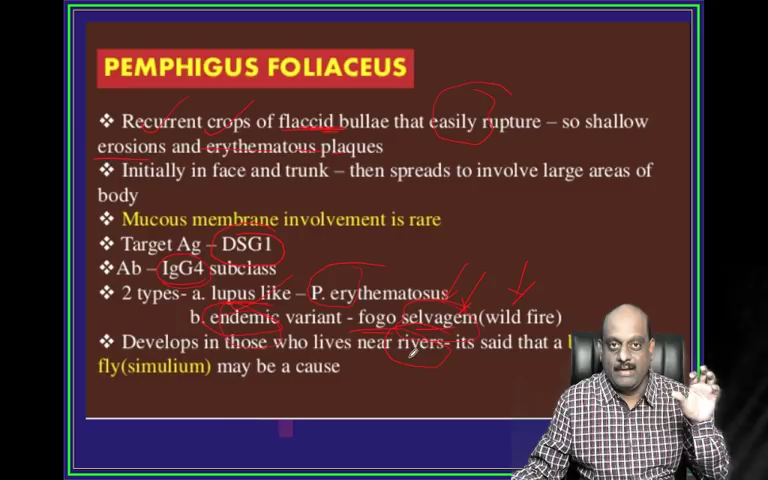 PEMPHIGUS FOLIACEUS
❖ Recurrent crops of flaccid bullae that easily rupture – so shallow
erosions and erythematous plaques
❖ Initially in face and trunk – then spreads to involve large areas of
body
❖ Mucous membrane involvement is rare
❖ Target Ag – DSG1
❖ Ab – IgG4 subclass
❖ 2 types- a. lupus like – P. erythematosus
b. endemic variant - fogo selvagem(wild fire)
❖ Develops in those who lives near rivers- its said that a
fly(simulium) may be a cause